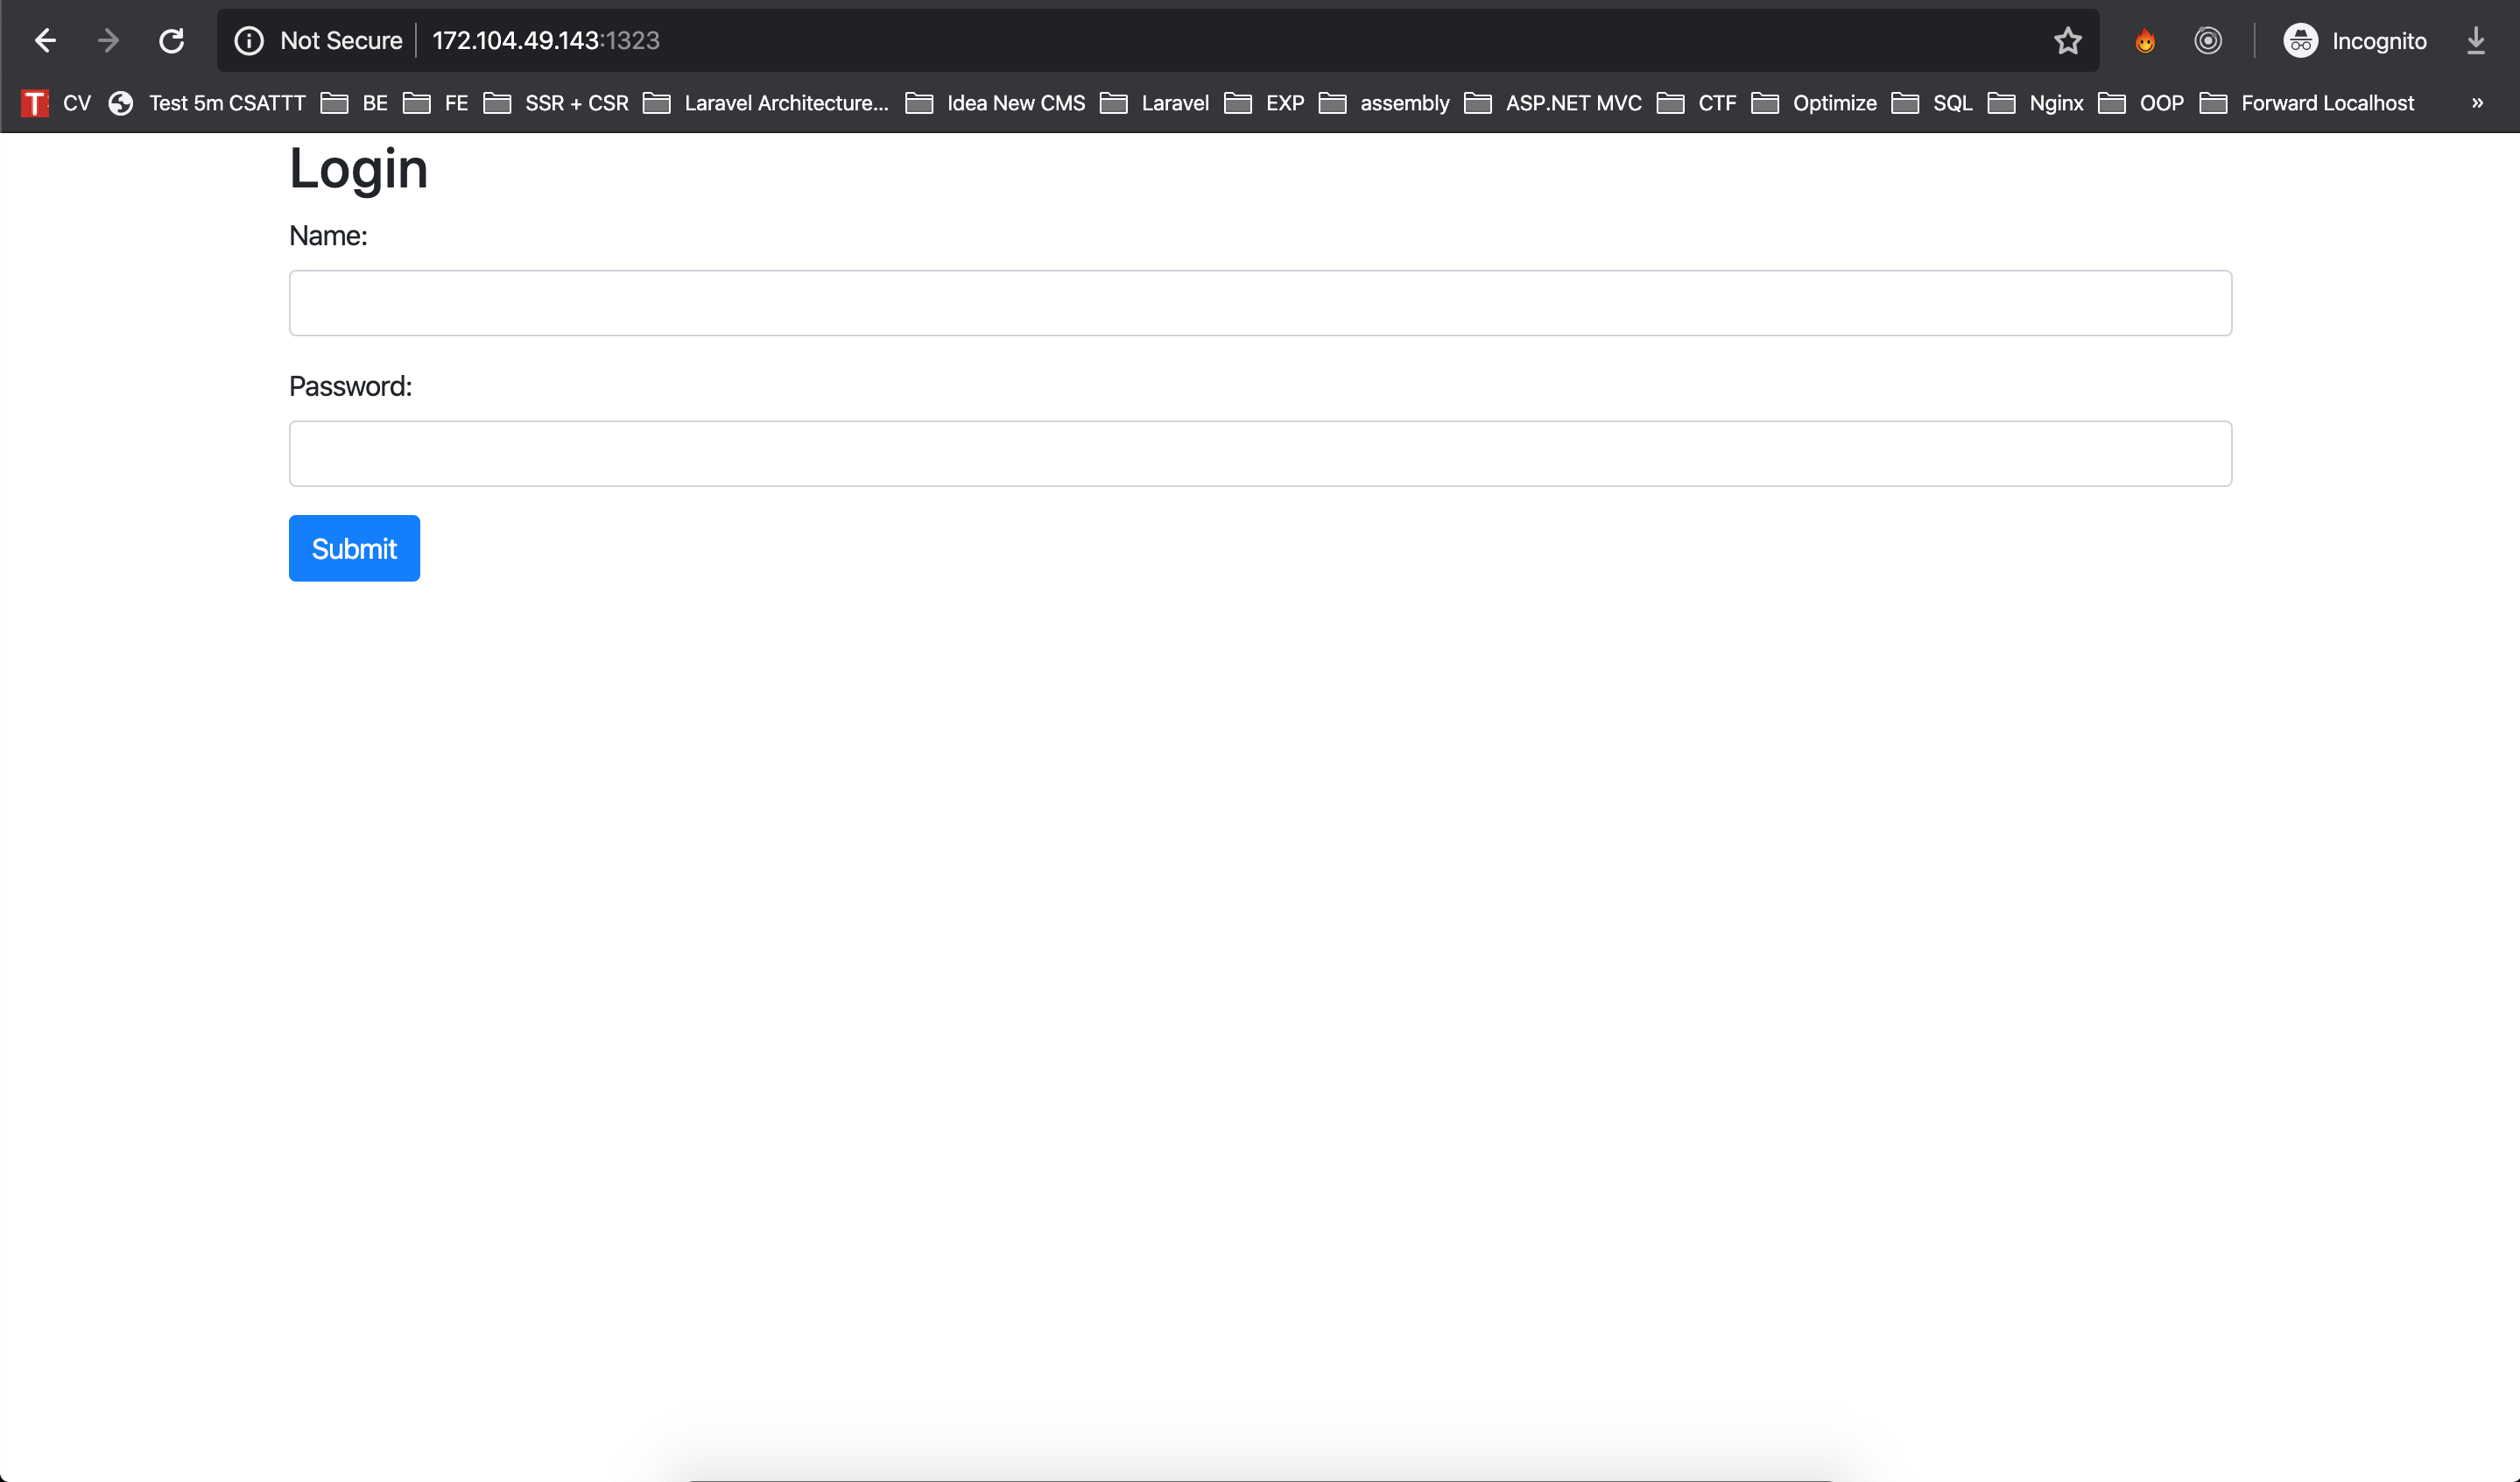 Not Secure 172.104.49.143:1323 Incognito
T CV Test 5m CSATTT BE FE SSR + CSR Laravel Architecture... Idea New CMS Laravel EXP assembly ASP.NET MVC CTF Optimize SQL Nginx OOP Forward Localhost »
Login
Name:
Password:
Submit